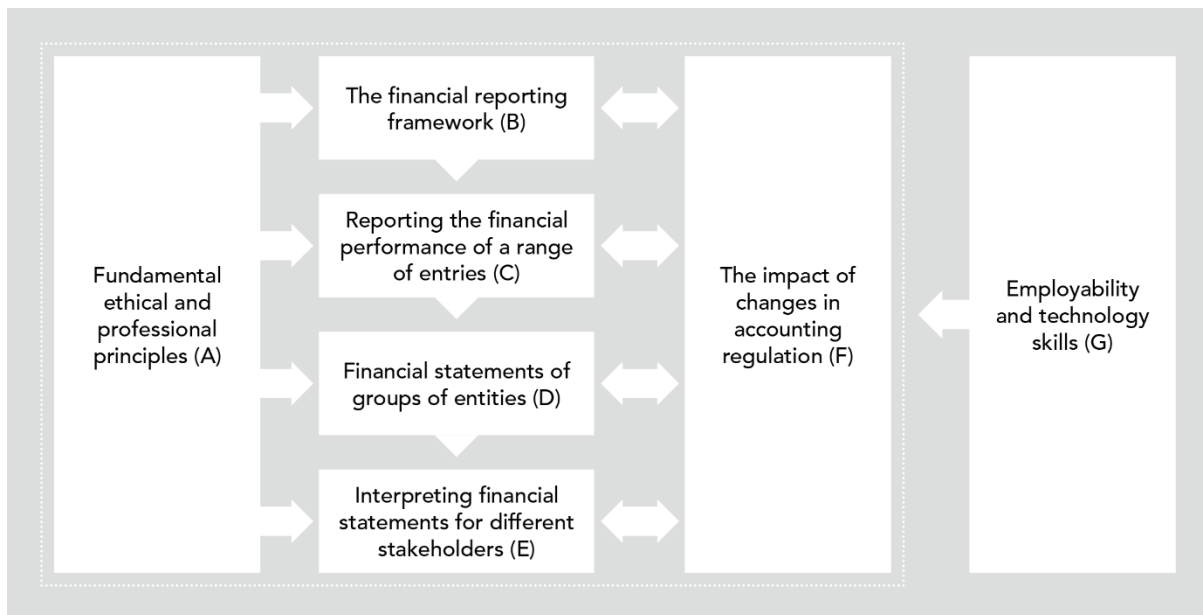 Fundamental
ethical and
professional
principles (A)
The financial reporting
framework (B)
Reporting the financial
performance of a range
of entries (C)
Financial statements of
groups of entities (D)
Interpreting financial
statements for different
stakeholders (E)
The impact of
changes in
accounting
regulation (F)
Employability
and technology
skills (G)